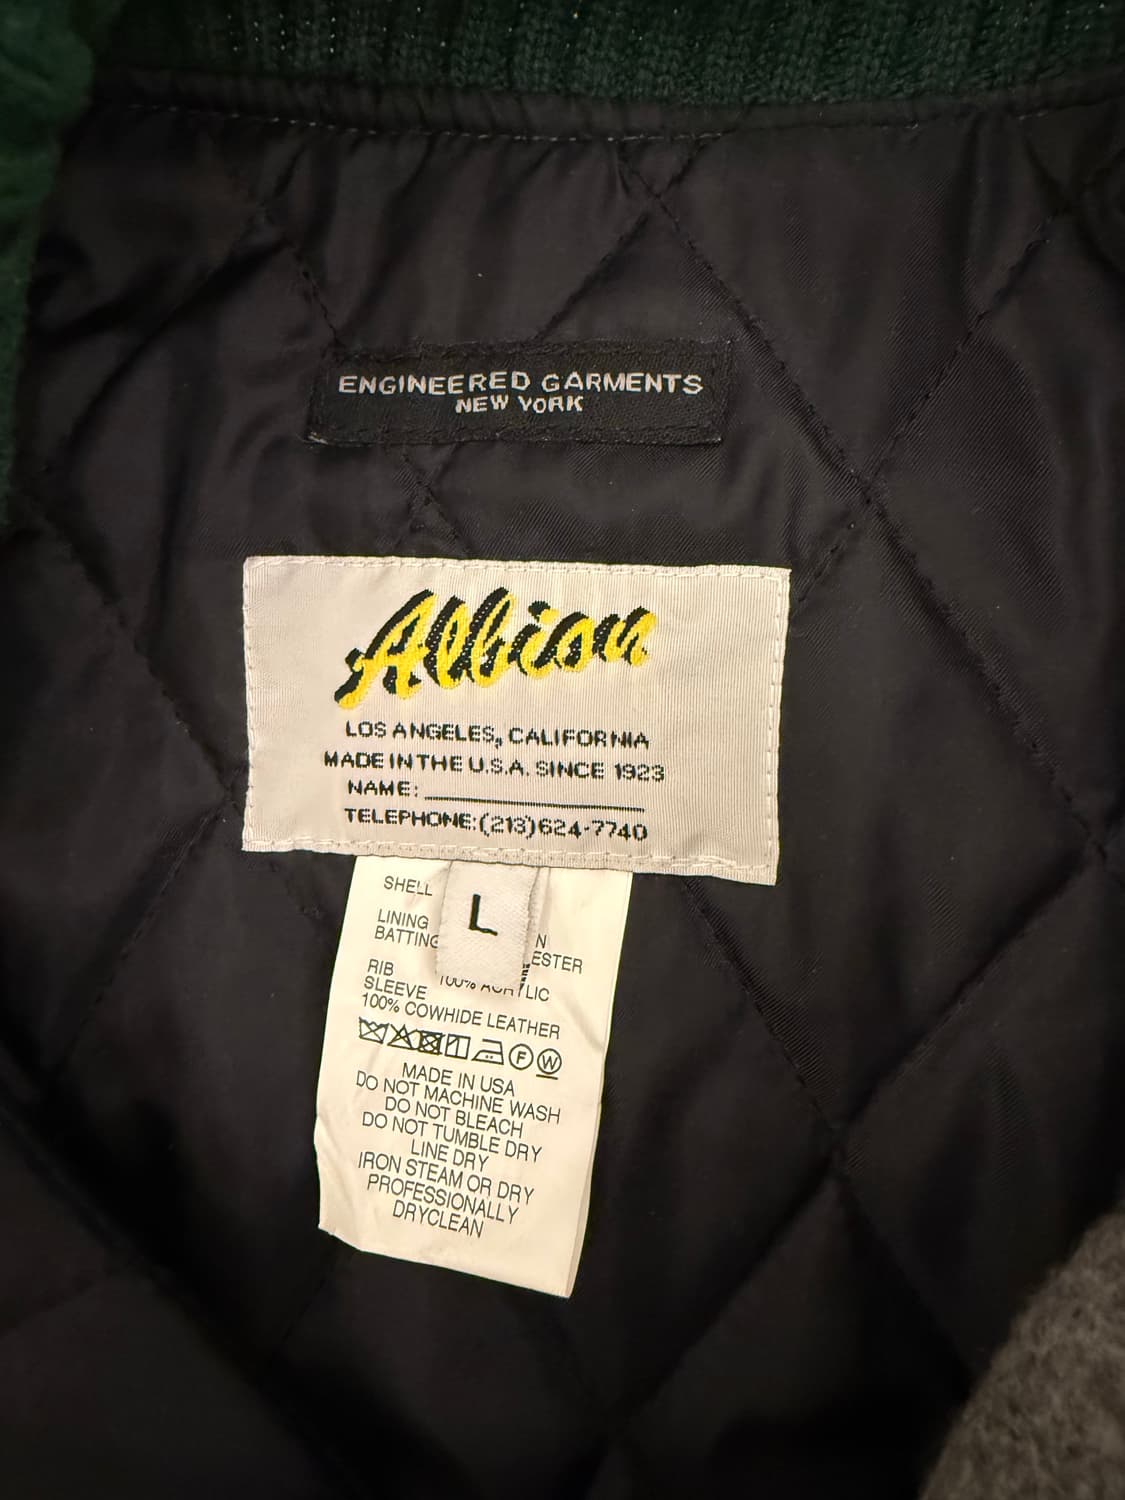 ENGINEERED GARMENTS
NEW YORK
Albion
LOS ANGELES, CALIFORNIA
MADE IN THE U.S.A. SINCE 1923
NAME:
TELEPHONE:(213)624-7740
L
SHELL
LINING
BATTING
RIB 100%
SLEEVE
100% COWHIDE LEATHER
F W
MADE IN USA
DO NOT MACHINE WASH
DO NOT BLEACH
DO NOT TUMBLE DRY
LINE DRY
IRON STEAM OR DRY
PROFESSIONALLY
DRYCLEAN